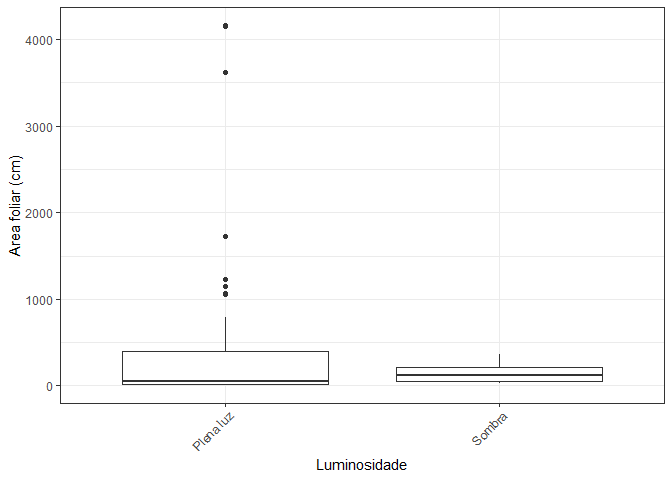 4000
3000
2000
1000
0
Area foliar (cm)
Plena luz
Sombra
Luminosidade